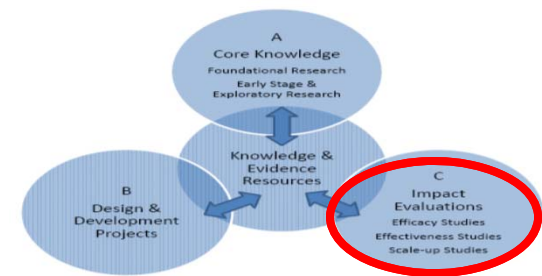 A
Core Knowledge
Foundational Research
Early Stage &
Exploratory Research
Knowledge &
Evidence
Resources
B
Design &
Development
Projects
C
Impact
Evaluations
Efficacy Studies
Effectiveness Studies
Scale-up Studies